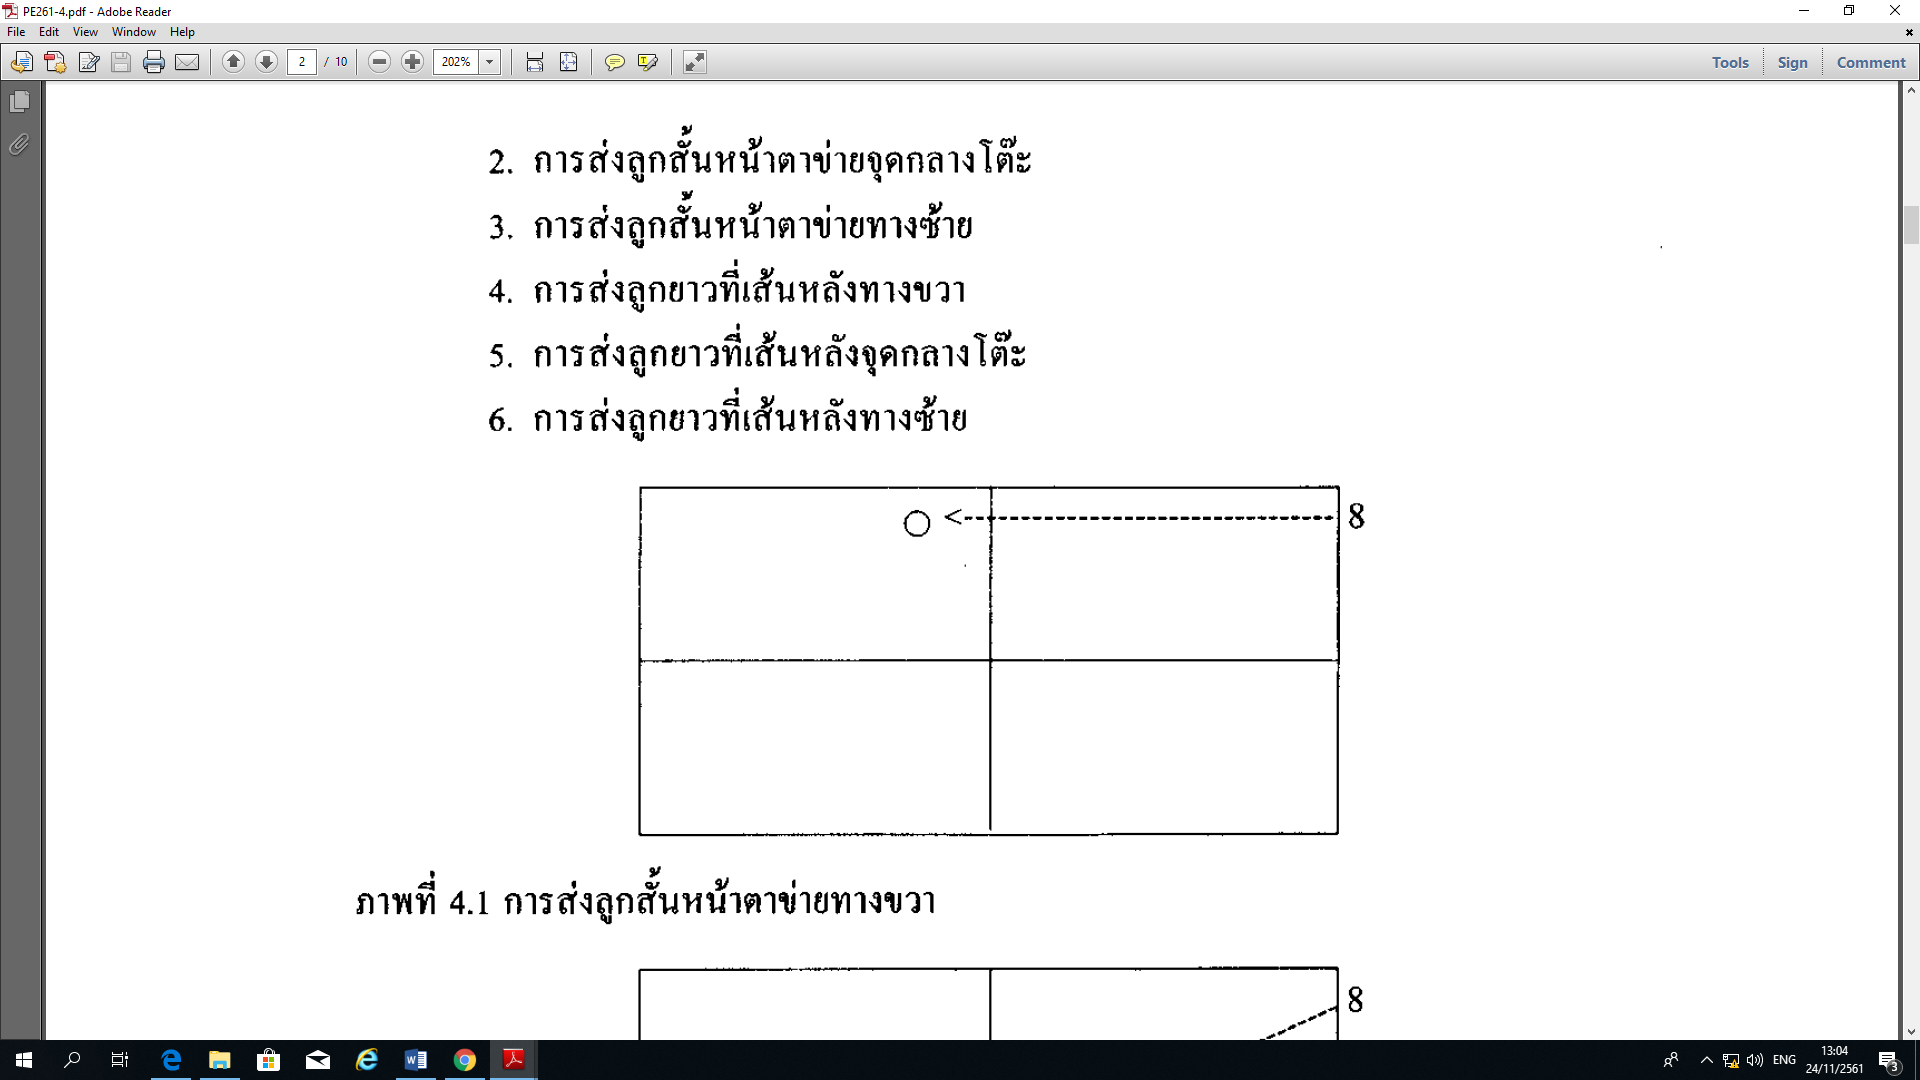 PE261-4.pdf - Adobe Reader
File Edit View Window Help
2 / 10 202% Tools Sign Comment
2. การส่งลูกสั้นหน้าตาข่ายจุดกลางโต๊ะ
3. การส่งลูกสั้นหน้าตาข่ายทางซ้าย
4. การส่งลูกยาวที่เส้นหลังทางขวา
5. การส่งลูกยาวที่เส้นหลังจุดกลางโต๊ะ
6. การส่งลูกยาวที่เส้นหลังทางซ้าย
8
ภาพที่ 4.1 การส่งลูกสั้นหน้าตาข่ายทางขวา
8
ENG 13:04
24/11/2561
3